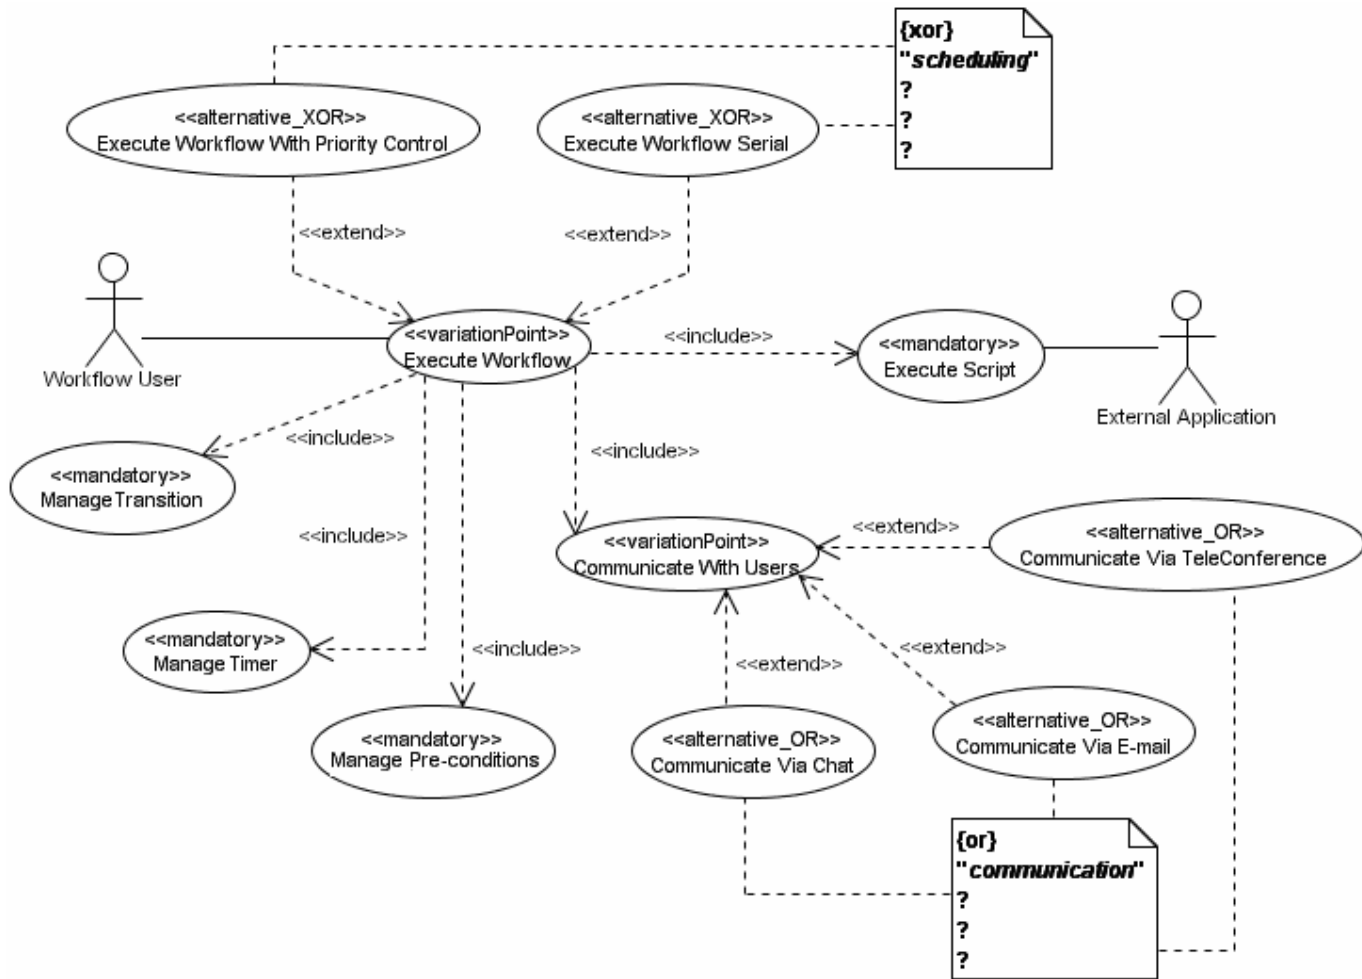 {xor}
"scheduling"
?
?
?
<<alternative_XOR>>
Execute Workflow With Priority Control
<<alternative_XOR>>
Execute Workflow Serial
<<extend>>
<<extend>>
<<variationPoint>>
Execute Workflow
<<include>>
<<mandatory>>
Execute Script
Workflow User
External Application
<<include>>
<<include>>
<<mandatory>>
Manage Transition
<<include>>
<<extend>>
<<alternative_OR>>
Communicate Via TeleConference
<<variationPoint>>
Communicate With Users
<<mandatory>>
Manage Timer
<<include>>
<<extend>>
<<extend>>
<<mandatory>>
Manage Pre-conditions
<<alternative_OR>>
Communicate Via Chat
<<alternative_OR>>
Communicate Via E-mail
{or}
"communication"
?
?
?